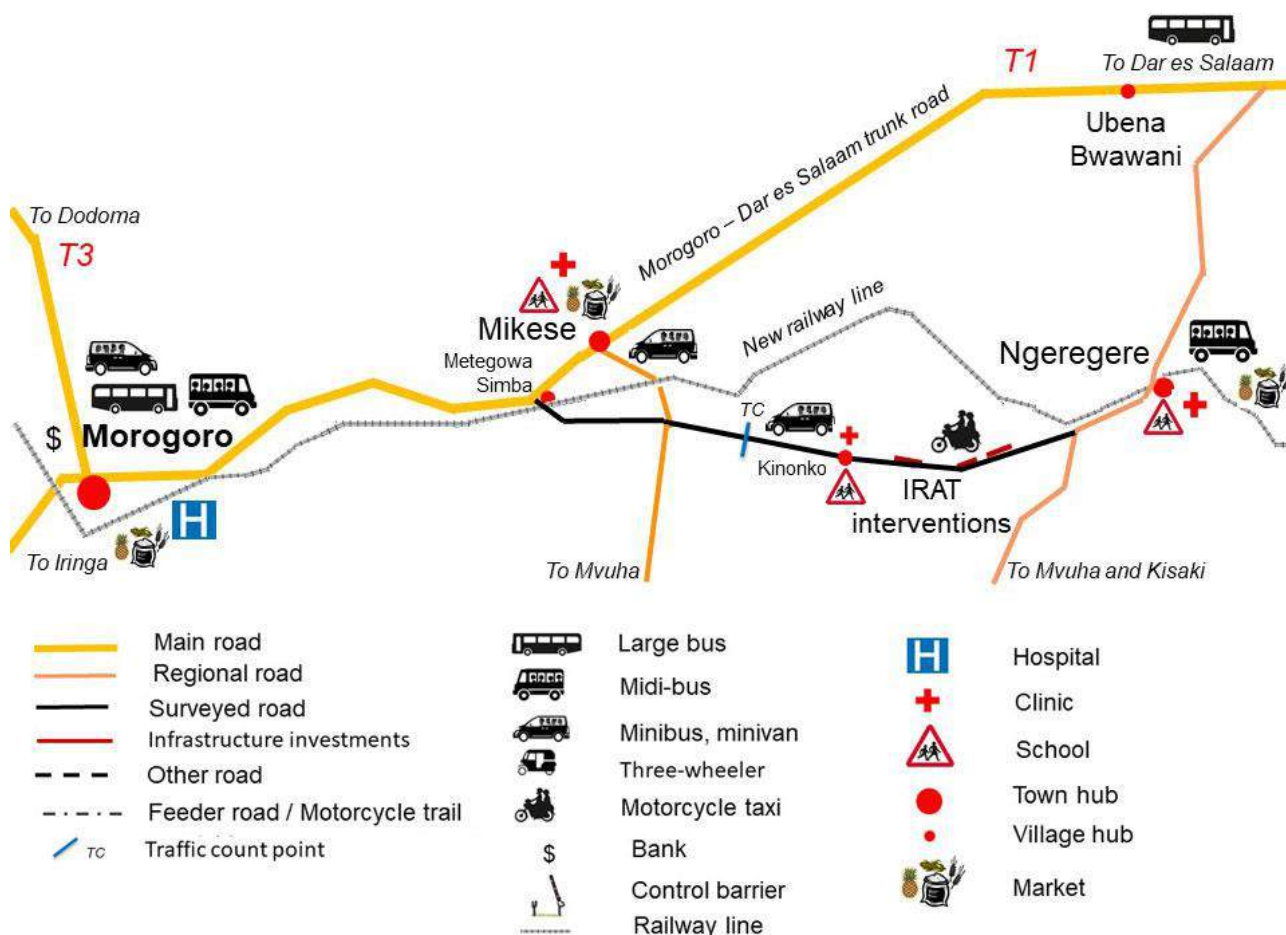 To Dar es Salaam
T1
Ubena
Bwawani
Morogoro – Dar es Salaam trunk road
To Dodoma
T3
Mikese
New railway line
Ngeregere
Metegowa
Simba
TC
$
Morogoro
Kinonko
IRAT
interventions
H
To Iringa
To Mvuha
To Mvuha and Kisaki
Main road
Regional road
Surveyed road
Infrastructure investments
Other road
Feeder road / Motorcycle trail
TC Traffic count point
Large bus
Midi-bus
Minibus, minivan
Three-wheeler
Motorcycle taxi
$ Bank
Control barrier
Railway line
H Hospital
Clinic
School
Town hub
Village hub
Market